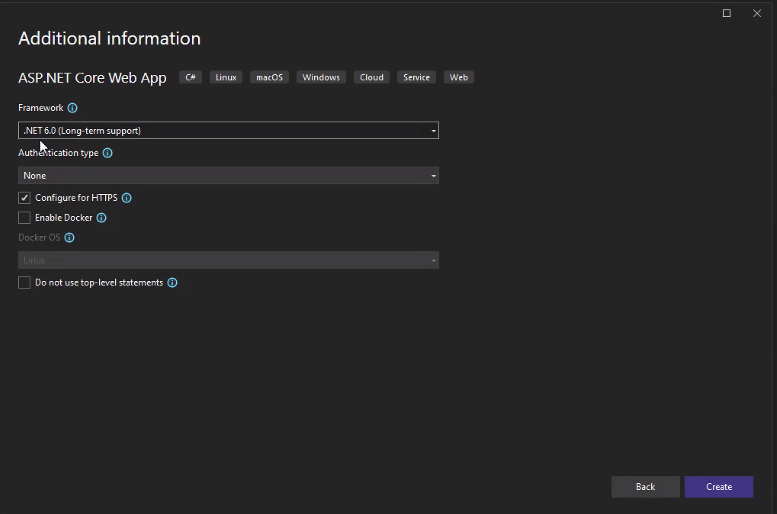 Additional information
ASP.NET Core Web App C# Linux macOS Windows Cloud Service Web
Framework
.NET 6.0 (Long-term support)
Authentication type
None
Configure for HTTPS
Enable Docker
Docker OS
Linux
Do not use top-level statements
Back Create